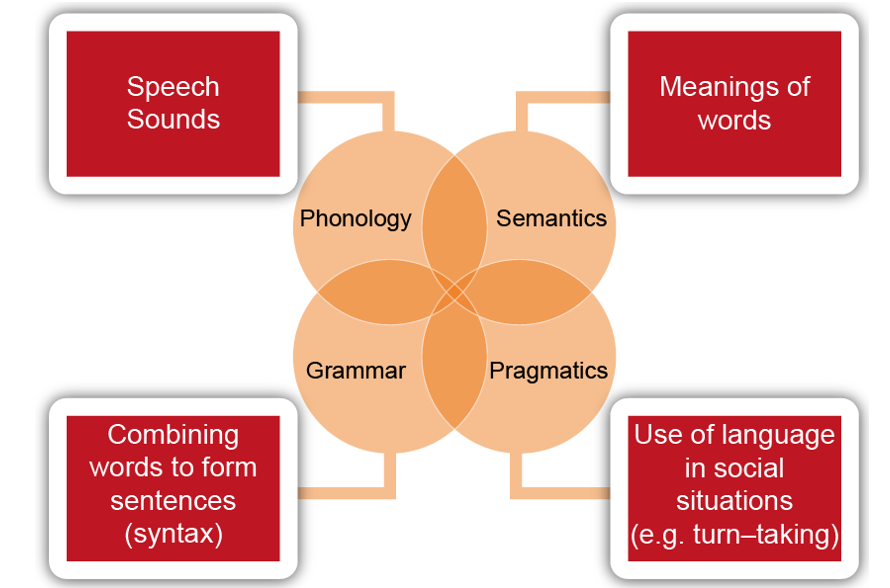 Speech
Sounds
Meanings of
words
Phonology
Semantics
Grammar
Pragmatics
Combining
words to form
sentences
(syntax)
Use of language
in social
situations
(e.g. turn–taking)